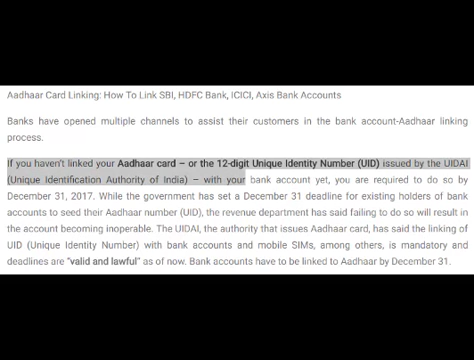 Aadhaar Card Linking: How To Link SBI, HDFC Bank, ICICI, Axis Bank Accounts
Banks have opened multiple channels to assist their customers in the bank account-Aadhaar linking
process.
If you haven't linked your Aadhaar card – or the 12-digit Unique Identity Number (UID) issued by the UIDAI
(Unique Identification Authority of India) – with your bank account yet, you are required to do so by
December 31, 2017. While the government has set a December 31 deadline for existing holders of bank
accounts to seed their Aadhaar number (UID), the revenue department has said failing to do so will result in
the account becoming inoperable. The UIDAI, the authority that issues Aadhaar card, has said the linking of
UID (Unique Identity Number) with bank accounts and mobile SIMs, among others, is mandatory and
deadlines are "valid and lawful" as of now. Bank accounts have to be linked to Aadhaar by December 31.